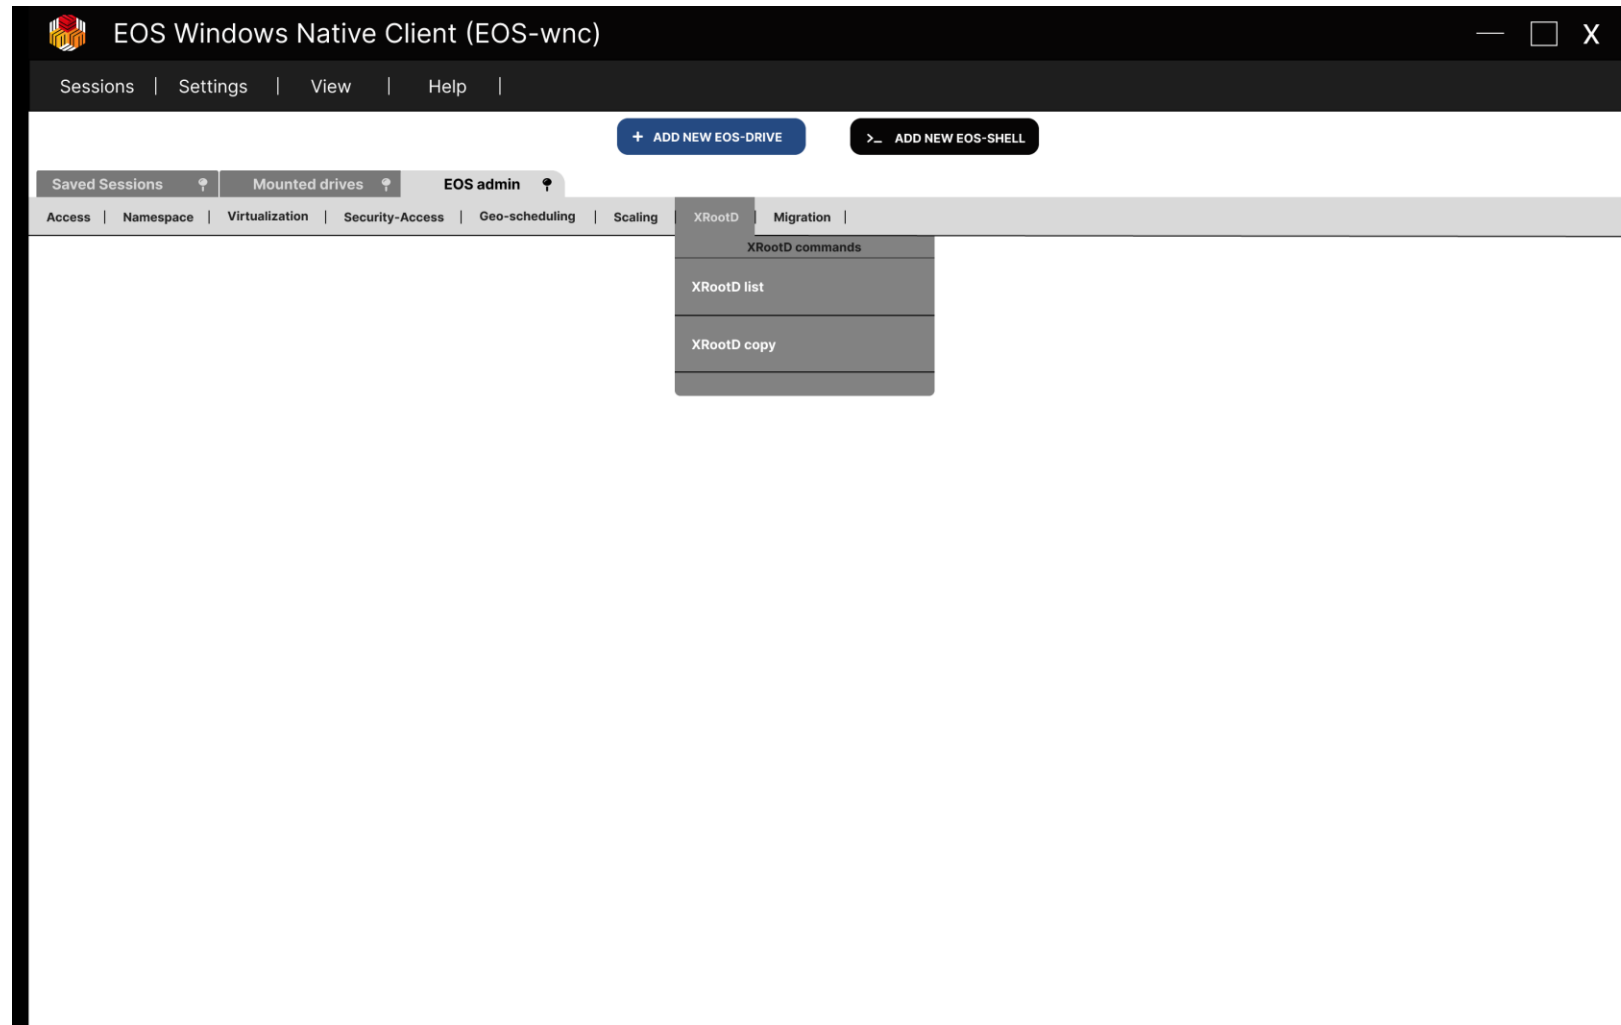 EOS Windows Native Client (EOS-wnc) X
Sessions | Settings | View | Help |
+ ADD NEW EOS-DRIVE >_ ADD NEW EOS-SHELL
Saved Sessions Mounted drives EOS admin
Access | Namespace | Virtualization | Security-Access | Geo-scheduling | Scaling | XRootD | Migration |
XRootD commands
XRootD list
XRootD copy